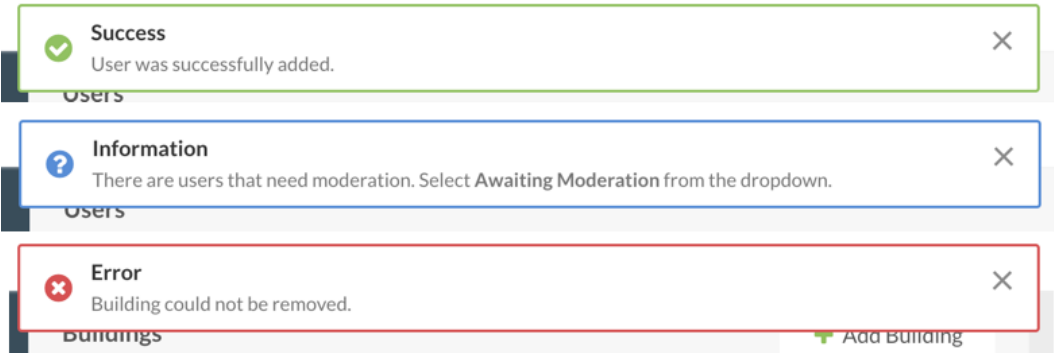 Success
User was successfully added.
Users
Information
There are users that need moderation. Select Awaiting Moderation from the dropdown.
Users
Error
Building could not be removed.
Buildings
Add Building